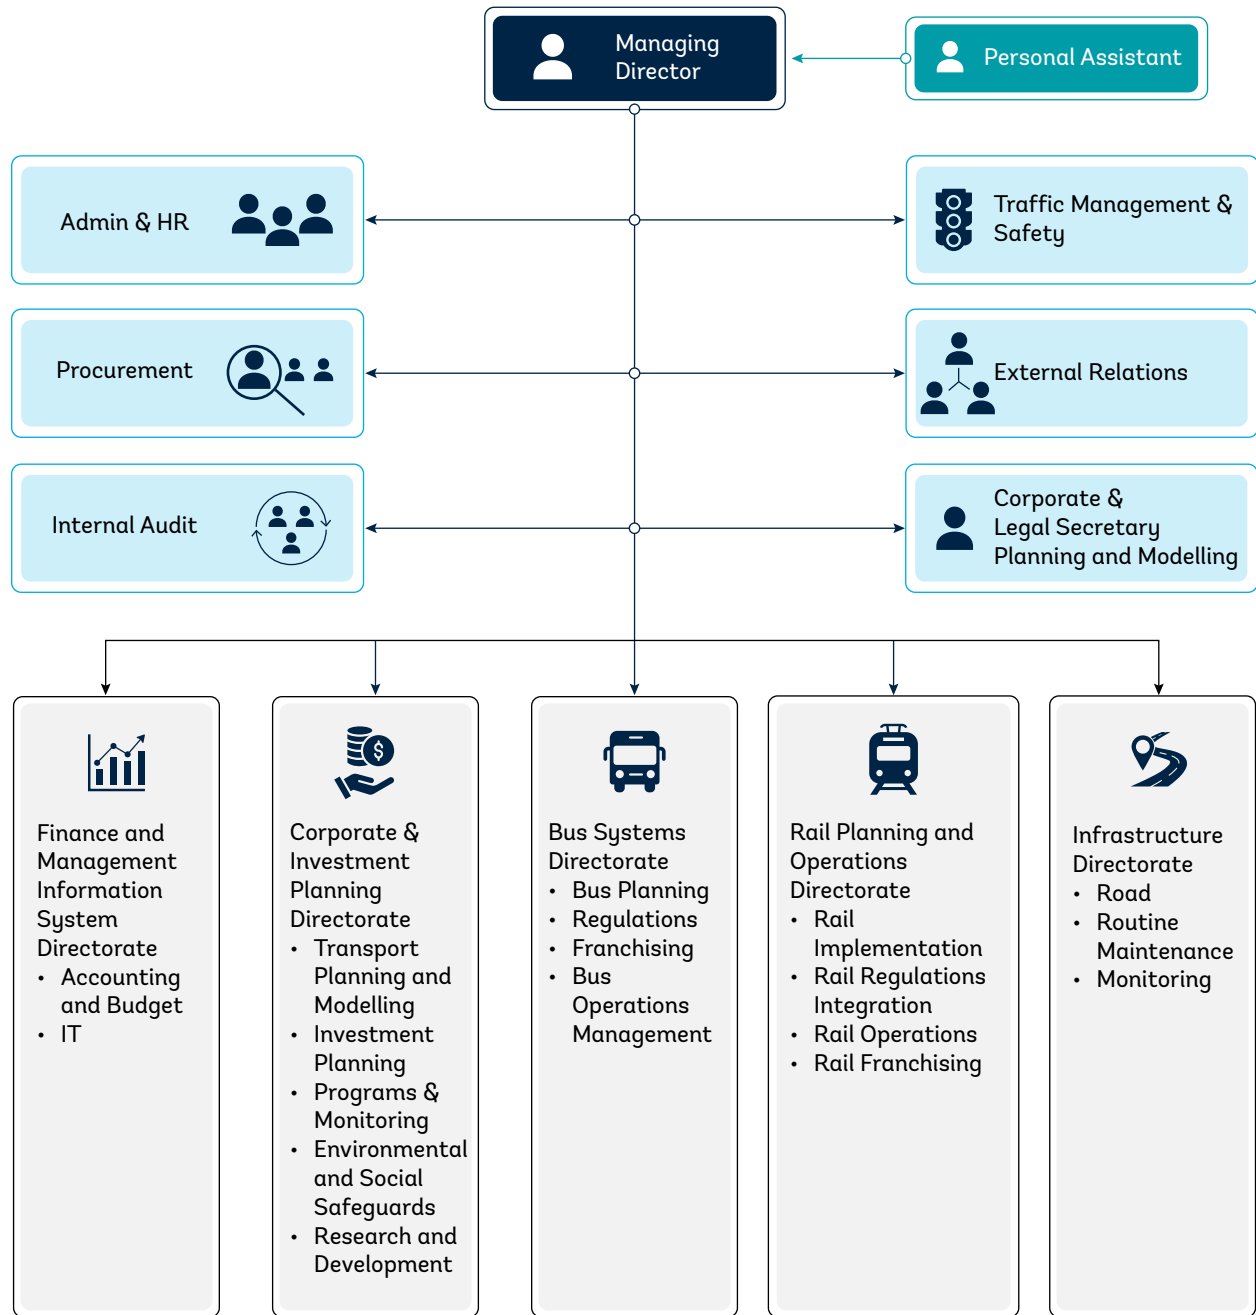 Managing
Director
Personal Assistant
Admin & HR
Traffic Management &
Safety
Procurement
External Relations
Internal Audit
Corporate &
Legal Secretary
Planning and Modelling
$
Finance and
Management
Information
System
Directorate
• Accounting
and Budget
• IT
Corporate &
Investment
Planning
Directorate
• Transport
Planning and
Modelling
• Investment
Planning
• Programs &
Monitoring
• Environmental
and Social
Safeguards
• Research and
Development
Bus Systems
Directorate
• Bus Planning
• Regulations
• Franchising
• Bus
Operations
Management
Rail Planning and
Operations
Directorate
• Rail
Implementation
• Rail Regulations
Integration
• Rail Operations
• Rail Franchising
Infrastructure
Directorate
• Road
• Routine
Maintenance
• Monitoring